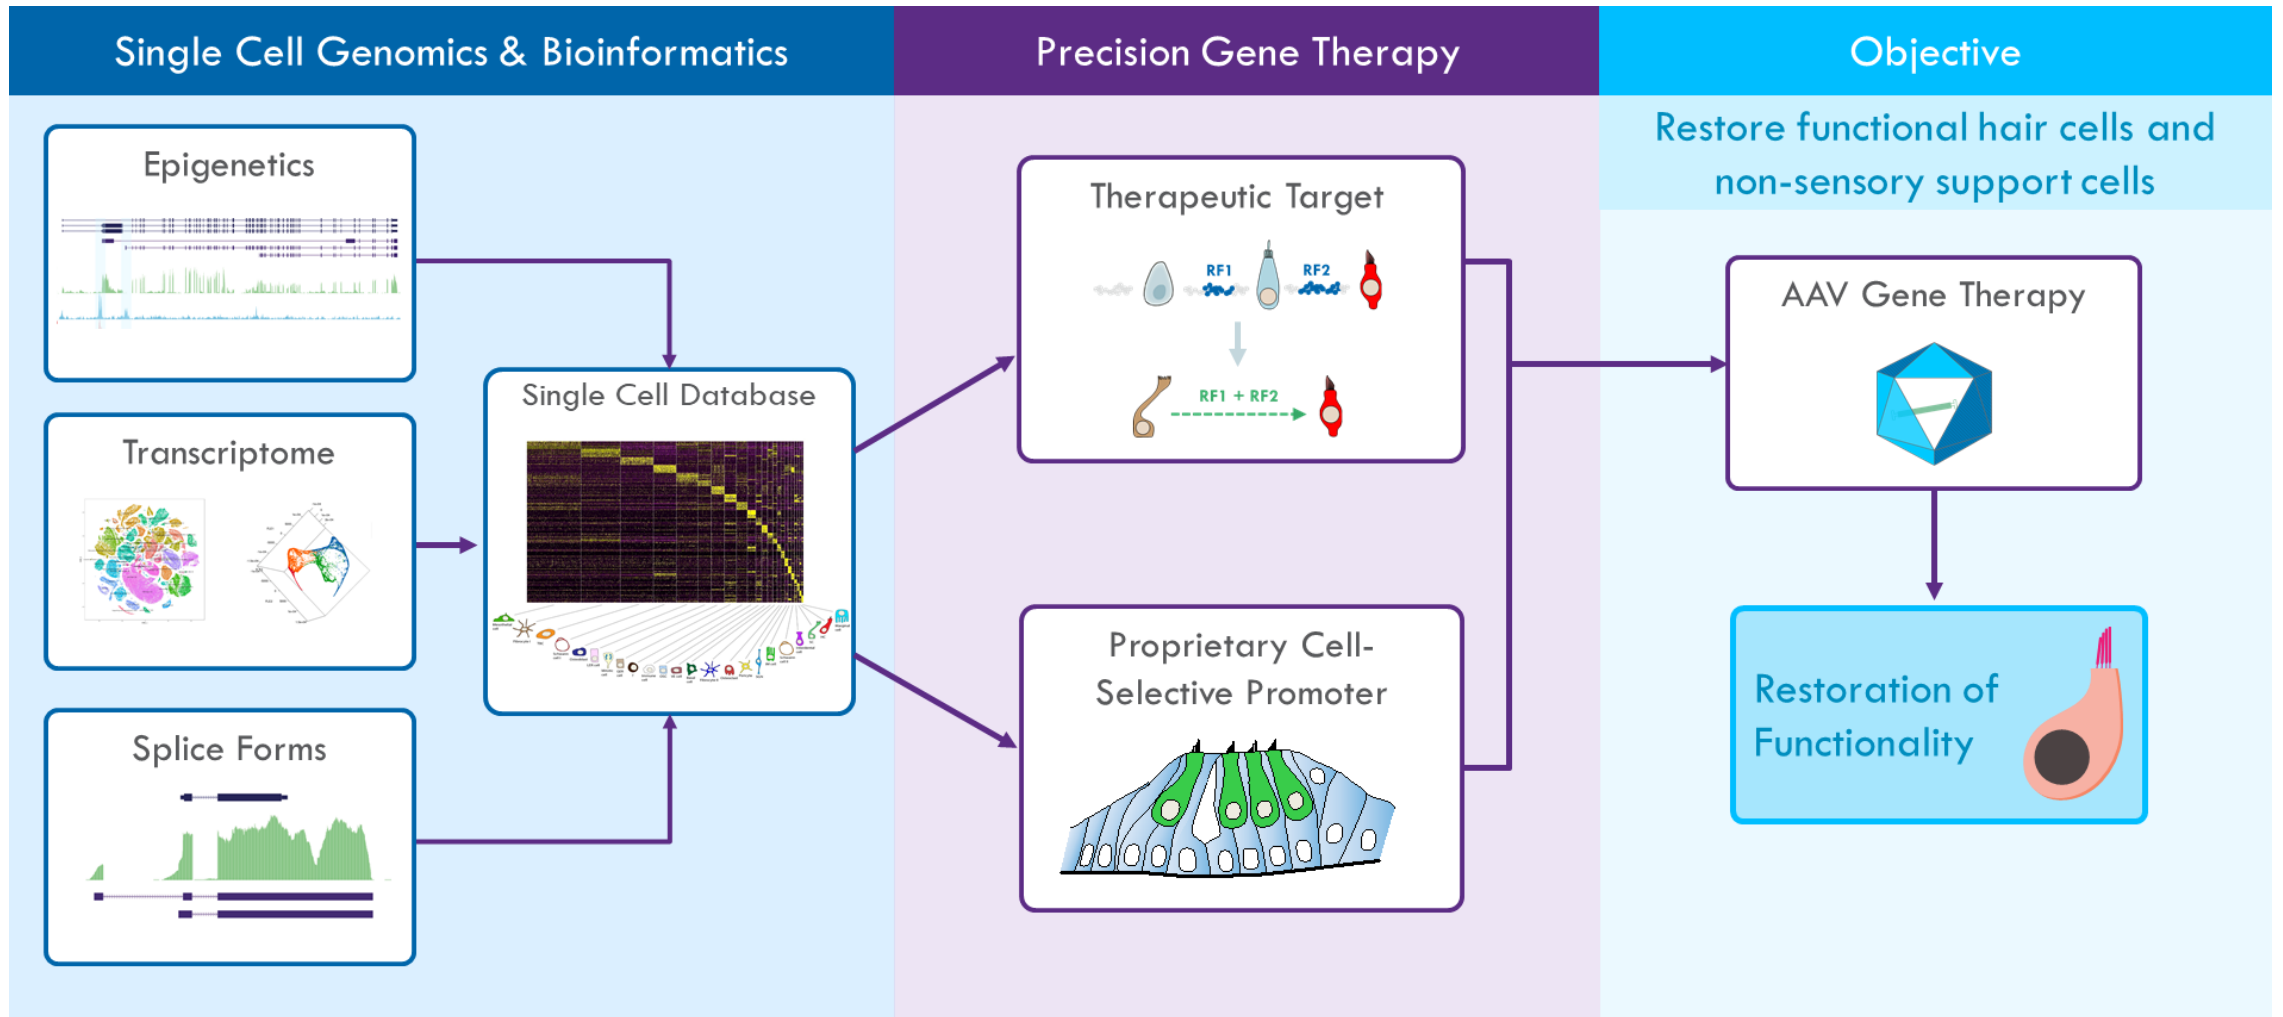 Single Cell Genomics & Bioinformatics
Precision Gene Therapy
Objective
Epigenetics
Transcriptome
Splice Forms
Single Cell Database
Therapeutic Target
RF1
RF2
RF1 + RF2
Proprietary Cell-
Selective Promoter
Restore functional hair cells and
non-sensory support cells
AAV Gene Therapy
Restoration of
Functionality